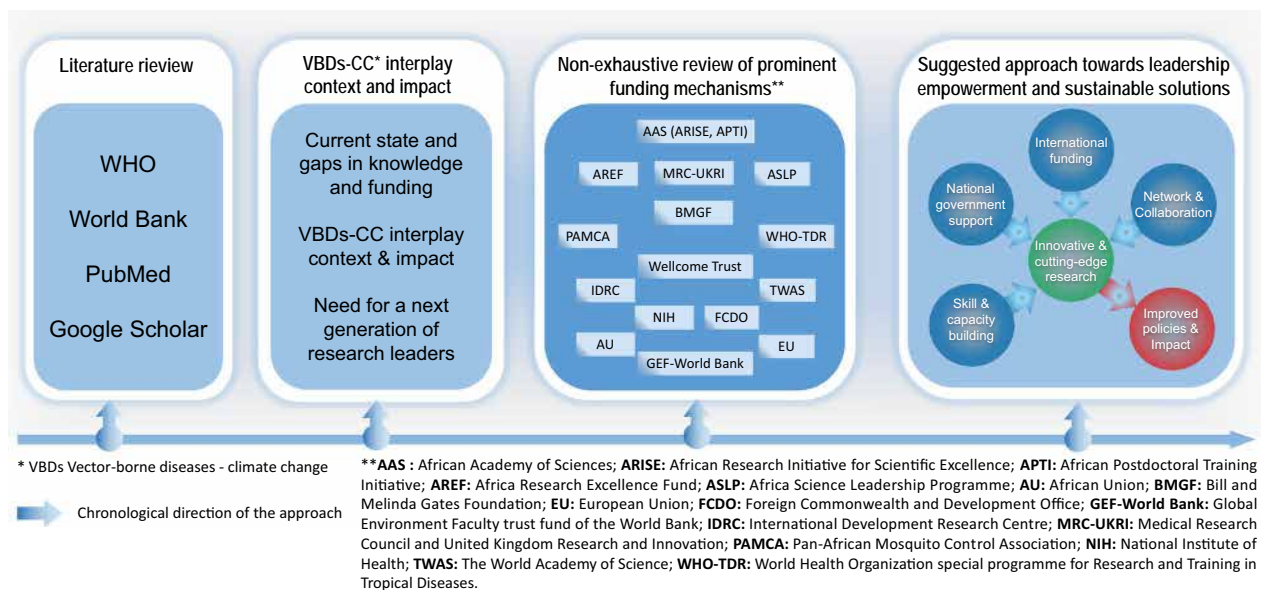 Literature rieview
WHO
World Bank
PubMed
Google Scholar
VBDs-CC* interplay
context and impact
Current state and
gaps in knowledge
and funding
VBDs-CC interplay
context & impact
Need for a next
generation of
research leaders
Non-exhaustive review of prominent
funding mechanisms**
AAS (ARISE, APTI)
AREF
MRC-UKRI
ASLP
BMGF
PAMCA
WHO-TDR
Wellcome Trust
IDRC
TWAS
NIH
FCDO
AU
EU
GEF-World Bank
Suggested approach towards leadership
empowerment and sustainable solutions
International
funding
National
government
support
Network &
Collaboration
Innovative &
cutting-edge
research
Skill &
capacity
building
Improved
policies &
Impact
* VBDs Vector-borne diseases - climate change
Chronological direction of the approach
**AAS : African Academy of Sciences; ARISE: African Research Initiative for Scientific Excellence; APTI: African Postdoctoral Training
Initiative; AREF: Africa Research Excellence Fund; ASLP: Africa Science Leadership Programme; AU: African Union; BMGF: Bill and
Melinda Gates Foundation; EU: European Union; FCDO: Foreign Commonwealth and Development Office; GEF-World Bank: Global
Environment Faculty trust fund of the World Bank; IDRC: International Development Research Centre; MRC-UKRI: Medical Research
Council and United Kingdom Research and Innovation; PAMCA: Pan-African Mosquito Control Association; NIH: National Institute of
Health; TWAS: The World Academy of Science; WHO-TDR: World Health Organization special programme for Research and Training in
Tropical Diseases.